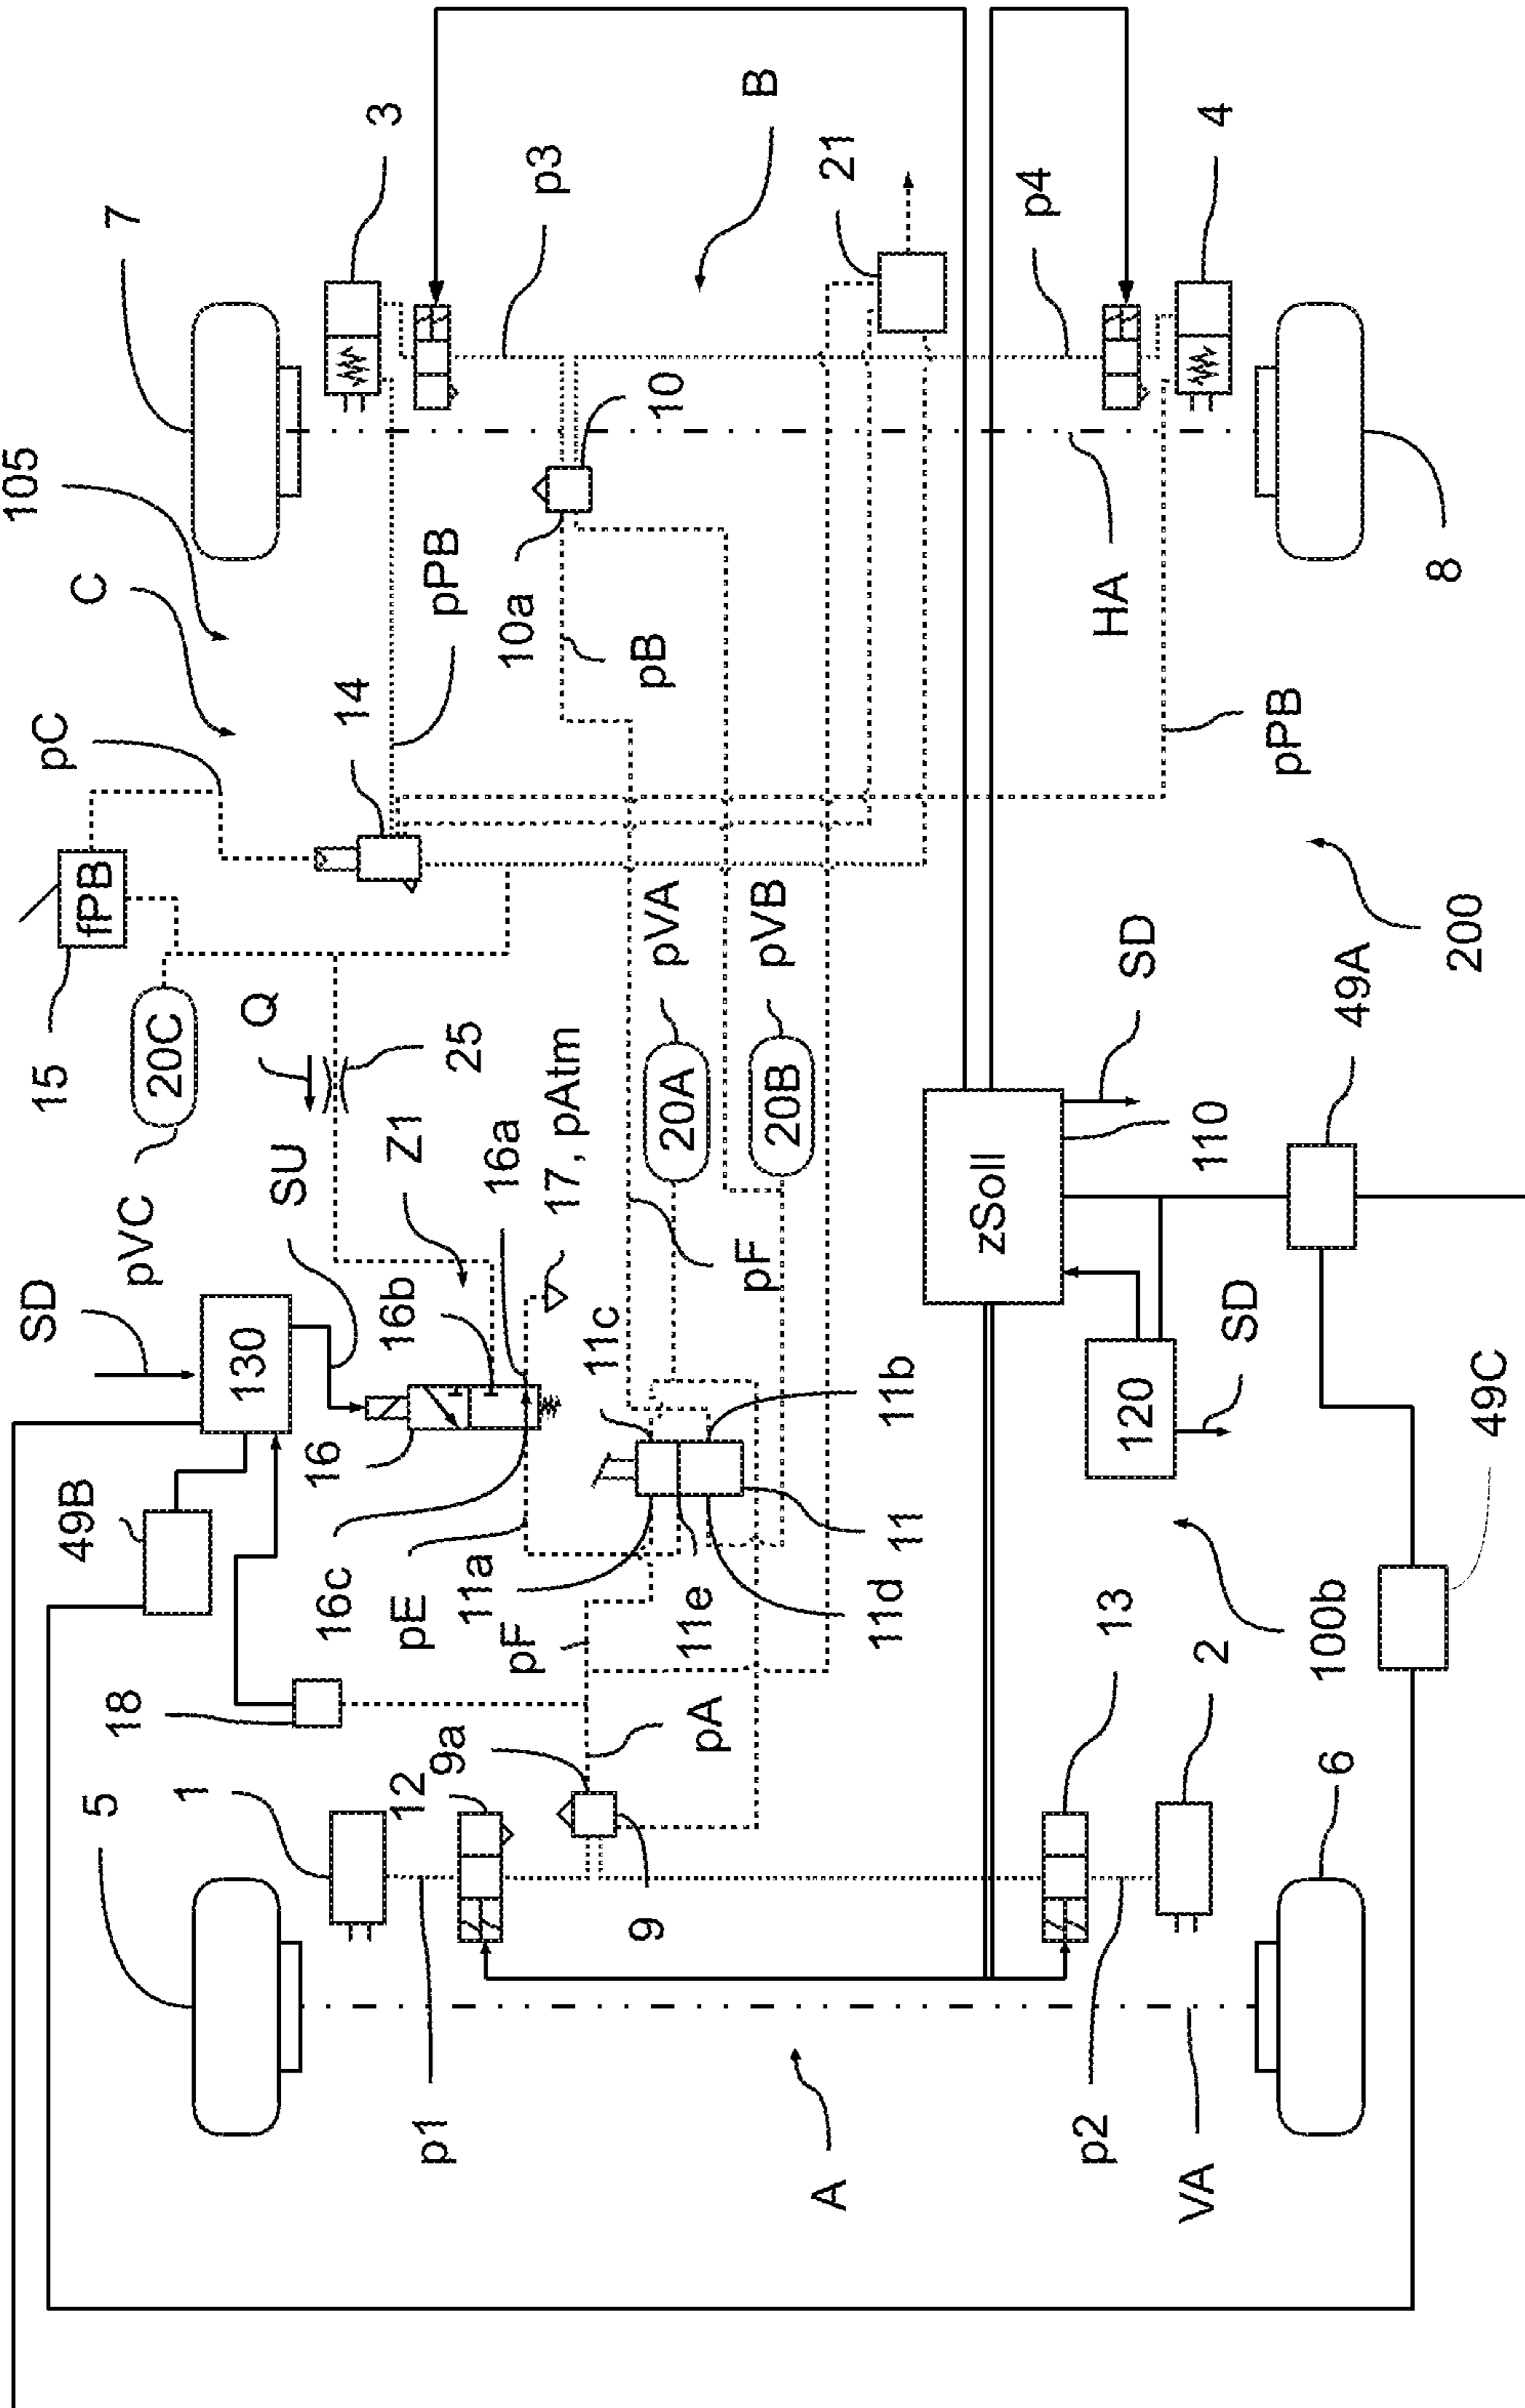 105
7
3
C
pC
14
pPB
p3
B
10
10a
pB
21
p4
4
HA
8
pPB
200
15
fPB
20C
pVC
Q
25
SU
SD
130
Z1
16b
16a
17, pAtm
pVA
20A
pVB
20B
pF
11c
11b
16
49B
16c
pE
11a
pF
11e
11d
11
18
zSoll
110
SD
49A
120
SD
49C
100b
13
2
5
1
12
9a
pA
9
6
p1
A
p2
VA